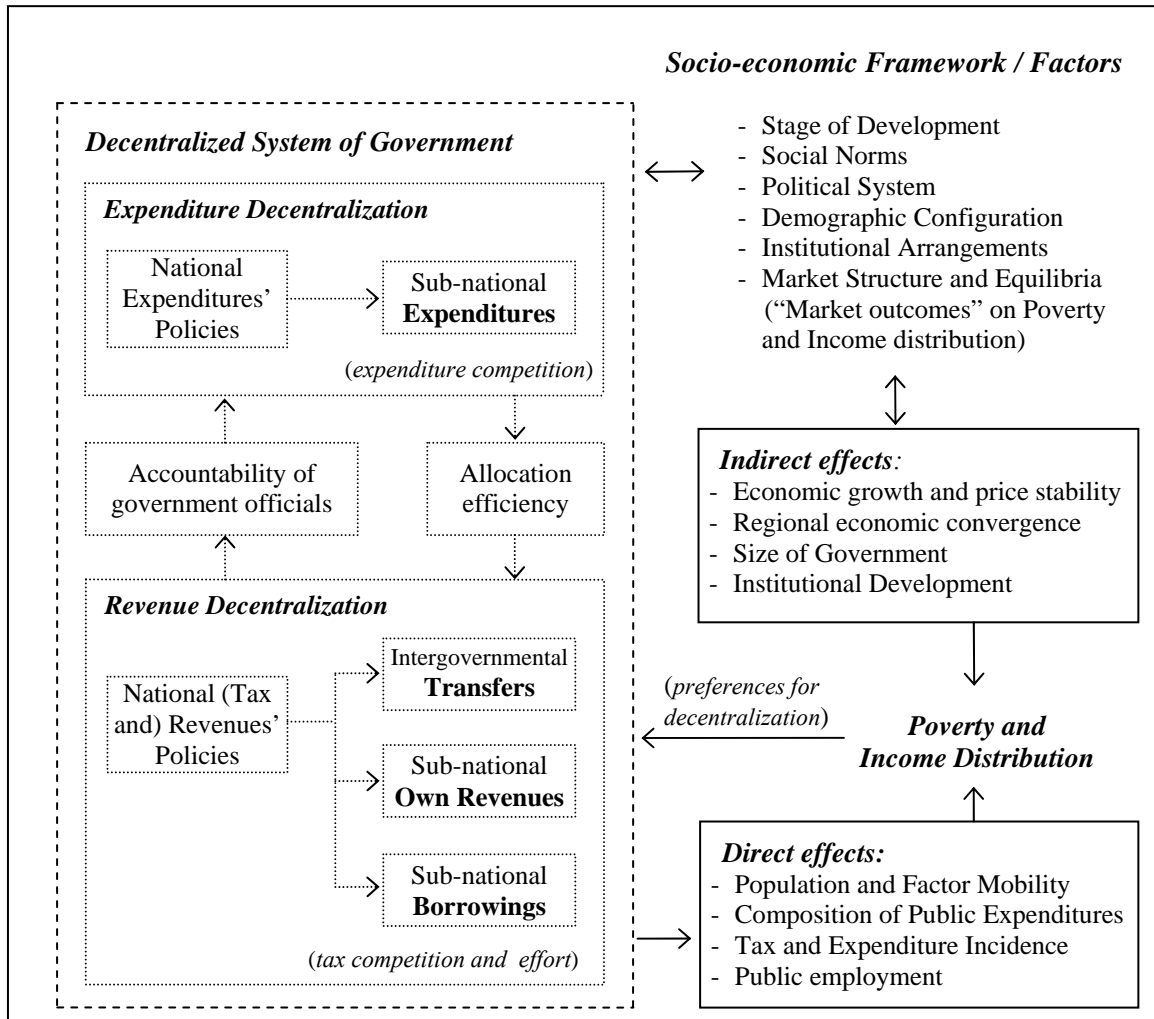 Socio-economic Framework / Factors
- Stage of Development
- Social Norms
- Political System
- Demographic Configuration
- Institutional Arrangements
- Market Structure and Equilibria
(“Market outcomes” on Poverty
and Income distribution)
Decentralized System of Government
Expenditure Decentralization
National
Expenditures’
Policies
Sub-national
Expenditures
(expenditure competition)
Accountability of
government officials
Allocation
efficiency
Revenue Decentralization
National (Tax
and) Revenues’
Policies
Intergovernmental
Transfers
Sub-national
Own Revenues
Sub-national
Borrowings
(tax competition and effort)
Indirect effects:
- Economic growth and price stability
- Regional economic convergence
- Size of Government
- Institutional Development
(preferences for
decentralization)
Poverty and
Income Distribution
Direct effects:
- Population and Factor Mobility
- Composition of Public Expenditures
- Tax and Expenditure Incidence
- Public employment